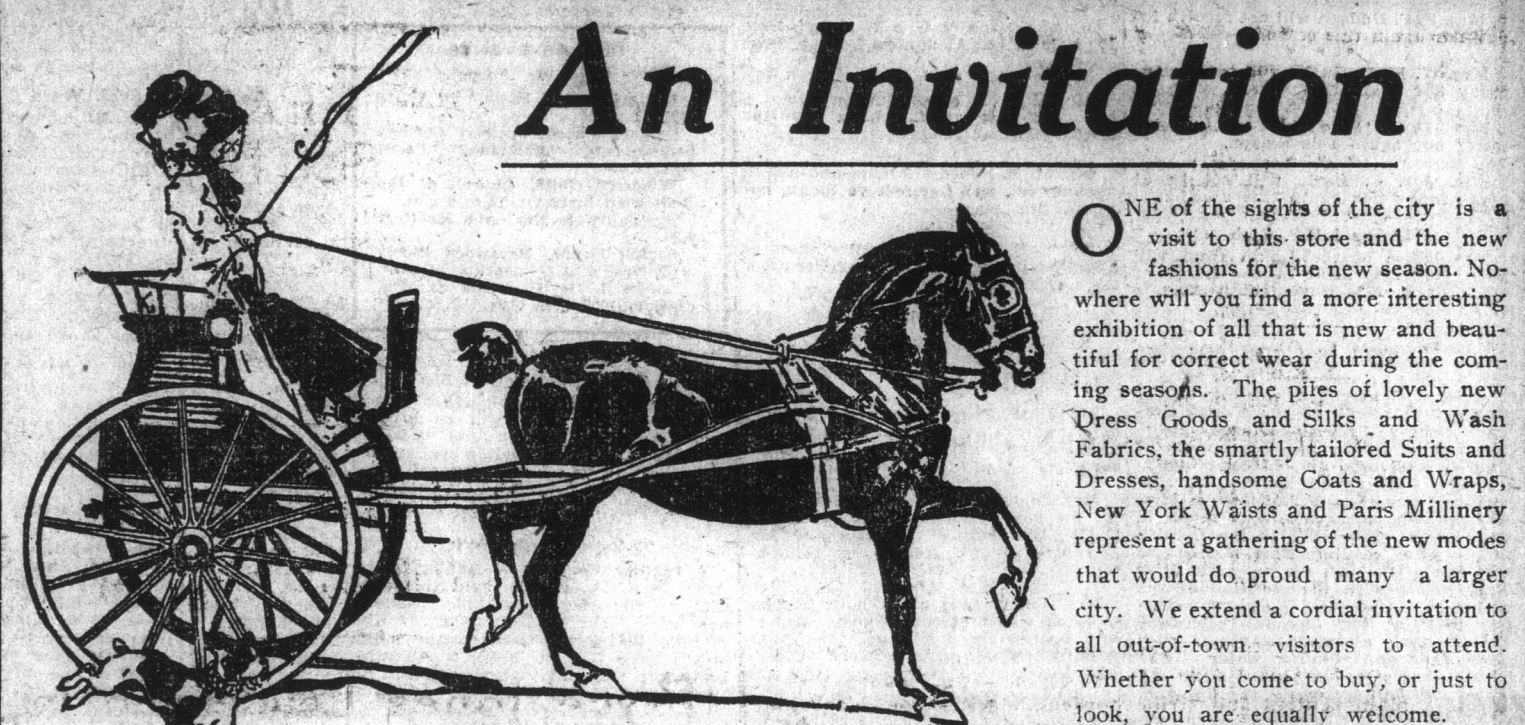 An Invitation
ONE of the sights of the city is a
visit to this store and the new
fashions for the new season. No-
where will you find a more interesting
exhibition of all that is new and beau-
tiful for correct wear during the com-
ing seasons. The piles of lovely new
Dress Goods and Silks and Wash
Fabrics, the smartly tailored Suits and
Dresses, handsome Coats and Wraps,
New York Waists and Paris Millinery
represent a gathering of the new modes
that would do proud many a larger
city. We extend a cordial invitation to
all out-of-town visitors to attend.
Whether you come to buy, or just to
look, you are equally welcome.